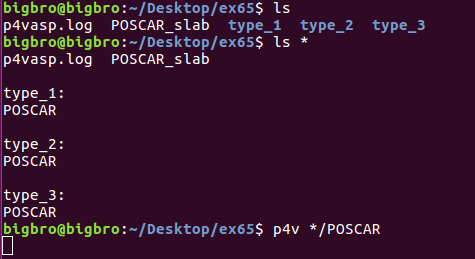 bigbro@bigbro:~/Desktop/ex65$ ls
p4vasp.log  POSCAR_slab  type_1  type_2  type_3
bigbro@bigbro:~/Desktop/ex65$ ls *
p4vasp.log  POSCAR_slab

type_1:
POSCAR

type_2:
POSCAR

type_3:
POSCAR
bigbro@bigbro:~/Desktop/ex65$ p4v */POSCAR